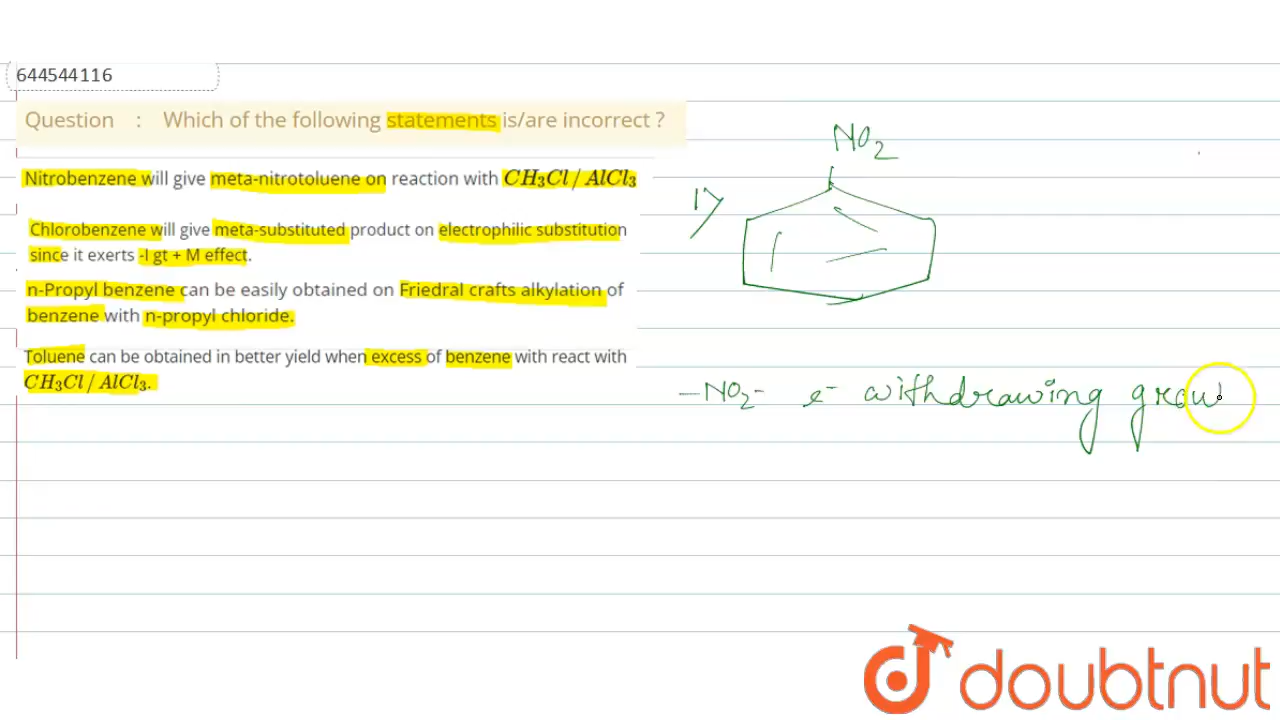 644544116
Question : Which of the following statements is/are incorrect ?
Nitrobenzene will give meta-nitrotoluene on reaction with CH₃Cl / AlCl₃
Chlorobenzene will give meta-substituted product on electrophilic substitution
since it exerts -I gt + M effect.
n-Propyl benzene can be easily obtained on Friedral crafts alkylation of
benzene with n-propyl chloride.
Toluene can be obtained in better yield when excess of benzene with react with
CH₃Cl / AlCl₃.
NO₂
1)
-NO₂- e⁻ withdrawing grou
doubtnut